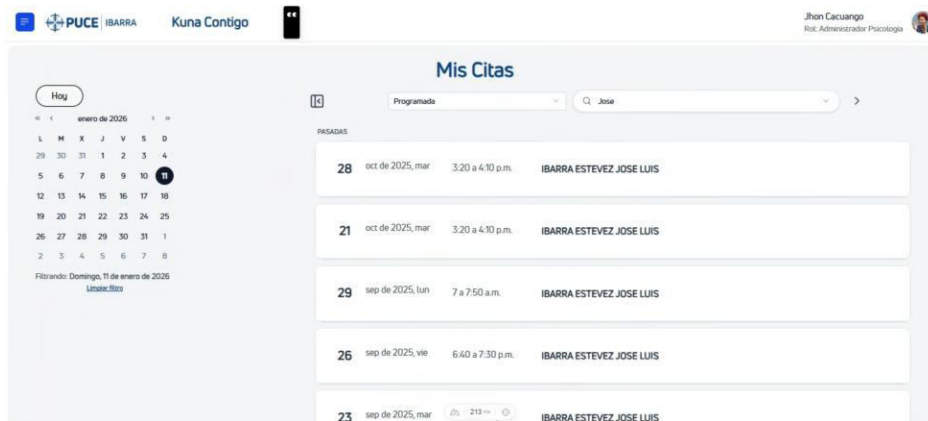 PUCE IBARRA
Kuna Contigo
Jhon Cacuango
Rol: Administrador Psicología
Mis Citas
Hoy
« ‹ enero de 2026 › »
L M X J V S D
29 30 31 1 2 3 4
5 6 7 8 9 10 11
12 13 14 15 16 17 18
19 20 21 22 23 24 25
26 27 28 29 30 31 1
2 3 4 5 6 7 8
Filtrando: Domingo, 11 de enero de 2026
Limpiar filtro
Programada
Jose
PASADAS
28 oct de 2025, mar 3:20 a 4:10 p.m. IBARRA ESTEVEZ JOSE LUIS
21 oct de 2025, mar 3:20 a 4:10 p.m. IBARRA ESTEVEZ JOSE LUIS
29 sep de 2025, lun 7 a 7:50 a.m. IBARRA ESTEVEZ JOSE LUIS
26 sep de 2025, vie 6:40 a 7:30 p.m. IBARRA ESTEVEZ JOSE LUIS
23 sep de 2025, mar 213 IBARRA ESTEVEZ JOSE LUIS